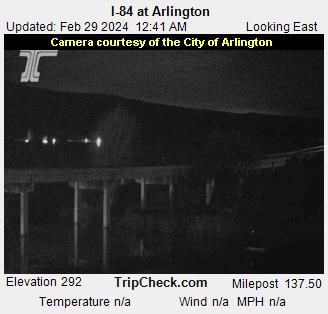 I-84 at Arlington
Updated: Feb 29 2024 12:41 AM Looking East
Camera courtesy of the City of Arlington
Elevation 292 TripCheck.com Milepost 137.50
Temperature n/a Wind n/a MPH n/a